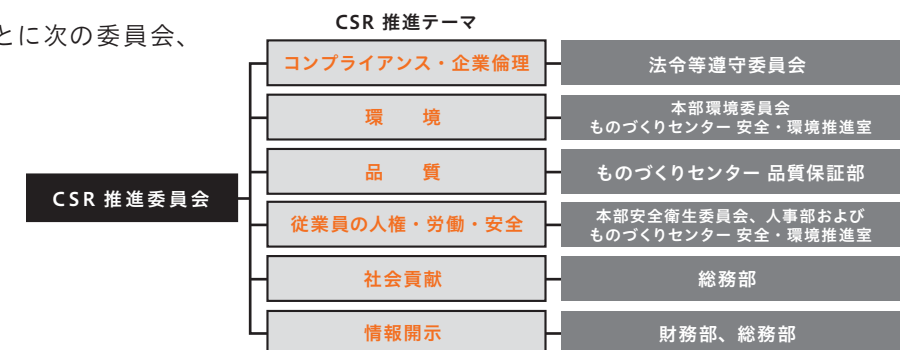 とに次の委員会、
CSR 推進テーマ
CSR 推進委員会
コンプライアンス・企業倫理
法令等遵守委員会
環　境
本部環境委員会
ものづくりセンター 安全・環境推進室
品　質
ものづくりセンター 品質保証部
従業員の人権・労働・安全
本部安全衛生委員会、人事部および
ものづくりセンター 安全・環境推進室
社会貢献
総務部
情報開示
財務部、総務部